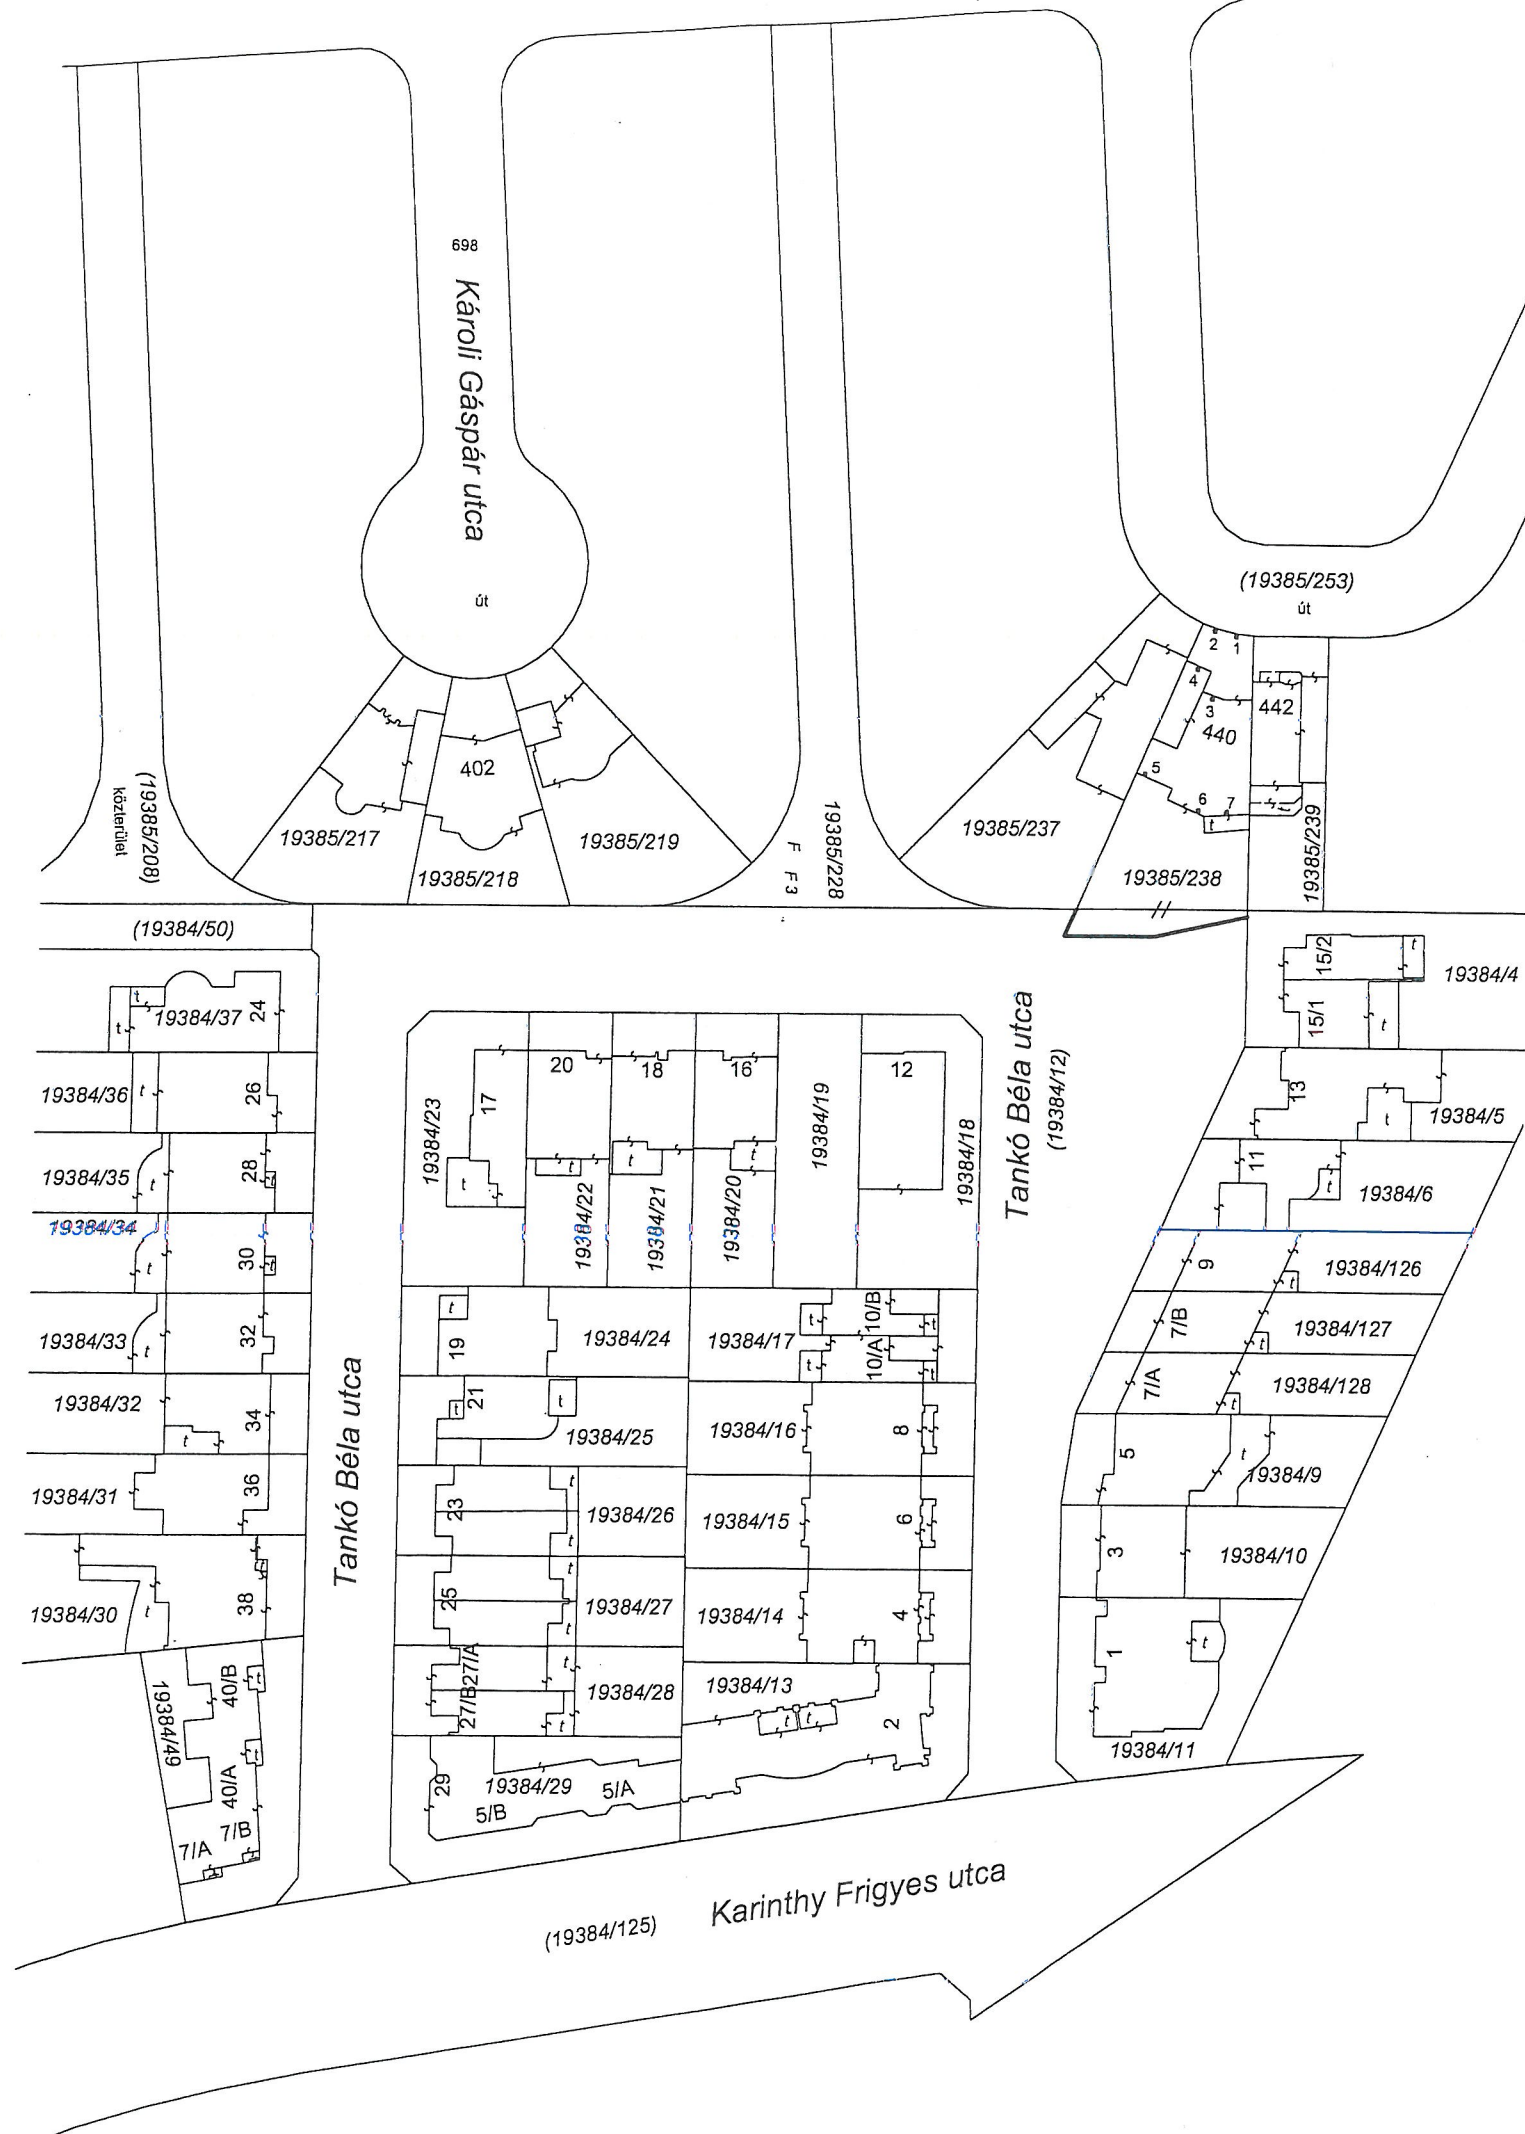 698
Károli Gáspár utca
út
(19385/253)
út
2
1
4
3
442
440
5
6
7
t
402
19385/217
19385/218
19385/219
(19385/208)
közterület
19385/228
F F3
19385/237
19385/238
19385/239
(19384/50)
t
t
19384/37
24
19384/36
t
26
19384/35
t
28
t
19384/34
t
30
t
19384/33
t
32
19384/32
t
34
19384/31
36
19384/30
t
38
t
19384/49
40/B
t
40/A
t
7/A
7/B
Tankó Béla utca
19384/23
17
t
20
t
19384/22
18
t
19384/21
16
t
19384/20
19384/19
12
19384/18
t
19
19384/24
t
21
t
19384/25
23
t
t
19384/26
25
t
t
19384/27
27/A
27/B
t
t
19384/28
29
19384/29
5/A
5/B
19384/17
t
t
10/B
10/A
t
t
19384/16
8
19384/15
6
19384/14
4
19384/13
t
t
2
Tankó Béla utca
(19384/12)
15/2
t
19384/4
15/1
t
13
t
19384/5
11
t
19384/6
9
t
19384/126
7/B
t
19384/127
7/A
t
19384/128
5
t
19384/9
3
19384/10
1
t
19384/11
Karinthy Frigyes utca
(19384/125)